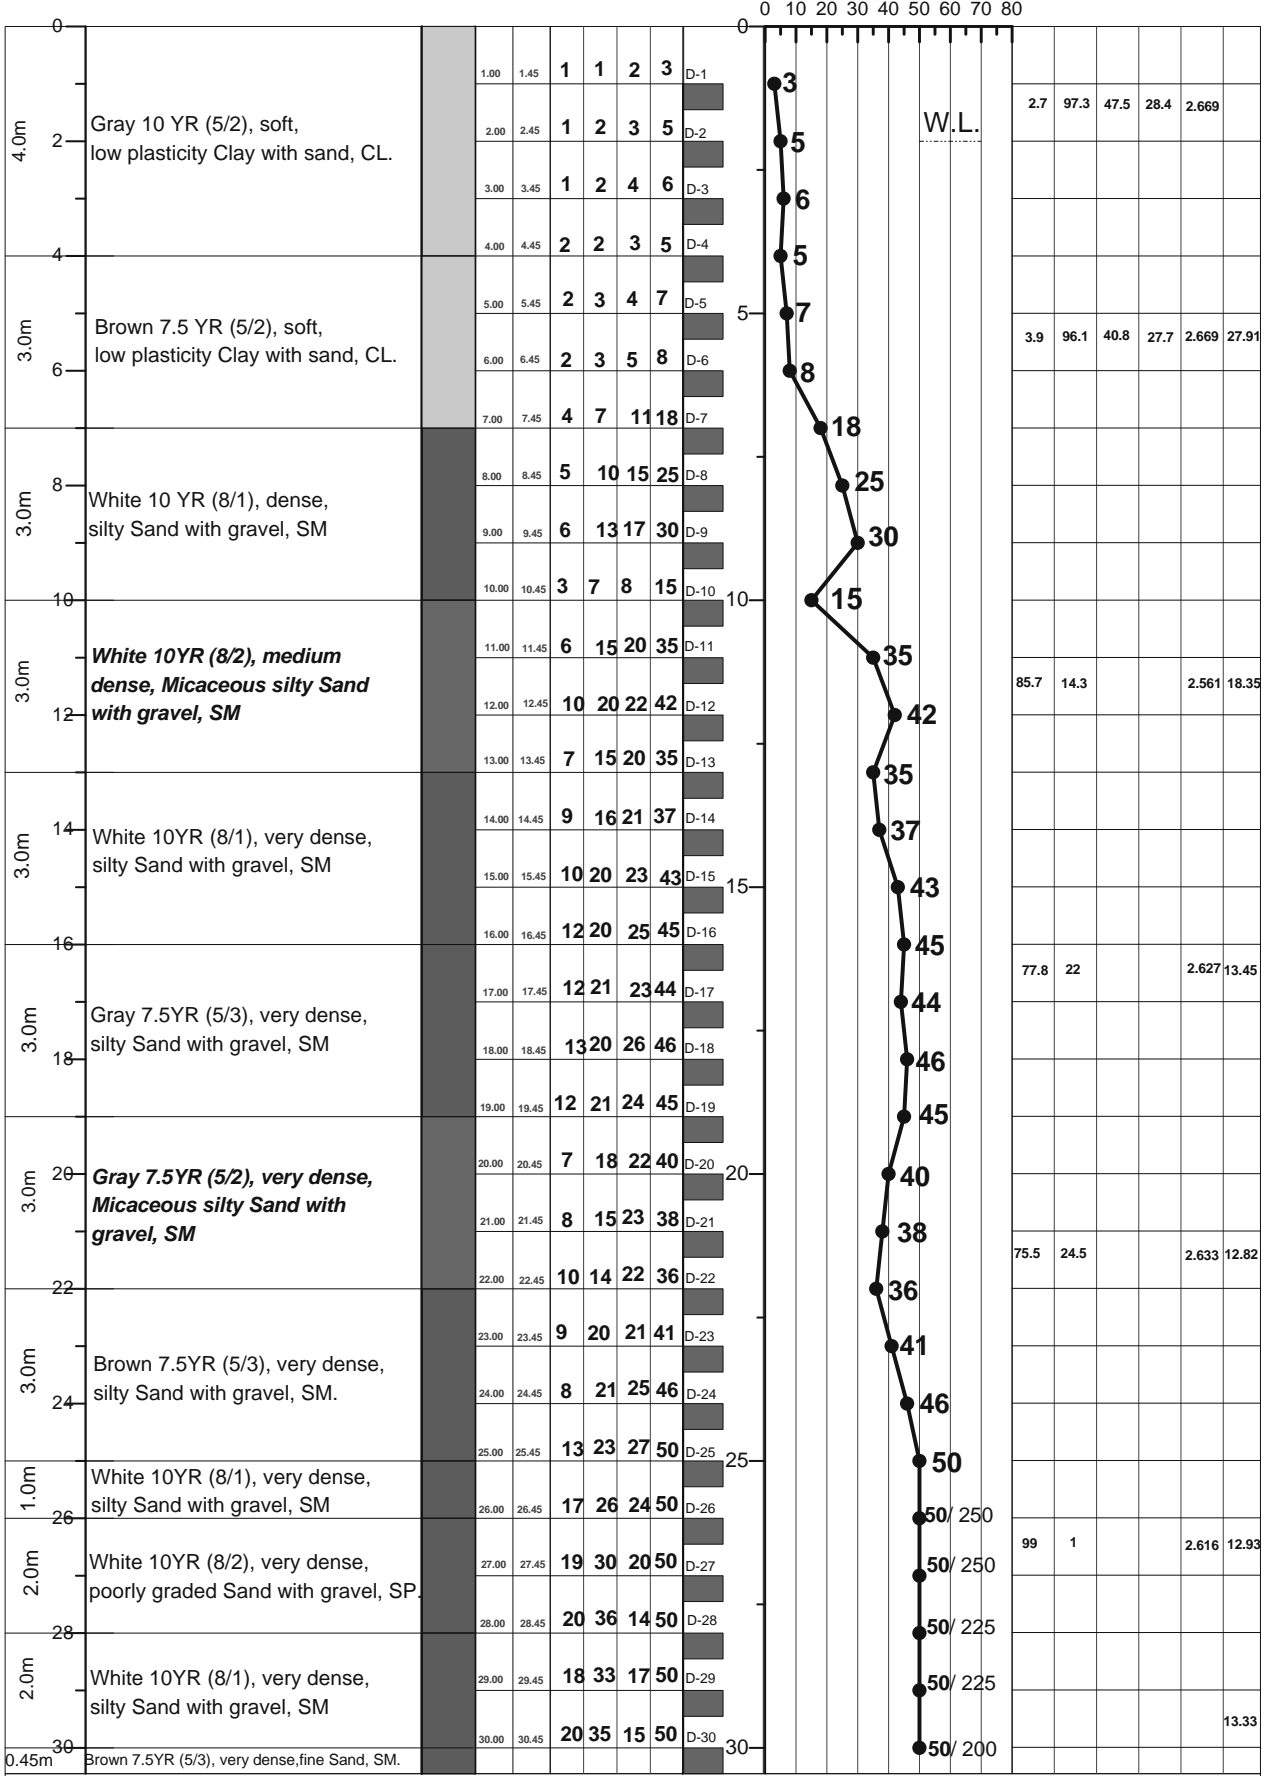 0 10 20 30 40 50 60 70 80
0 0
1.00 1.45 1 1 2 3 D-1 3
2.7 97.3 47.5 28.4 2.669
4.0m
Gray 10 YR (5/2), soft,
low plasticity Clay with sand, CL.
W.L.
2 2.00 2.45 1 2 3 5 D-2 5
3.00 3.45 1 2 4 6 D-3 6
4 4.00 4.45 2 2 3 5 D-4 5
5.00 5.45 2 3 4 7 D-5 5 7
3.0m
Brown 7.5 YR (5/2), soft,
low plasticity Clay with sand, CL.
3.9 96.1 40.8 27.7 2.669 27.91
6 6.00 6.45 2 3 5 8 D-6 8
7.00 7.45 4 7 11 18 D-7 18
8 8.00 8.45 5 10 15 25 D-8 25
3.0m
White 10 YR (8/1), dense,
silty Sand with gravel, SM
9.00 9.45 6 13 17 30 D-9 30
10 10.00 10.45 3 7 8 15 D-10 10 15
11.00 11.45 6 15 20 35 D-11 35
3.0m
White 10YR (8/2), medium
dense, Micaceous silty Sand
with gravel, SM
85.7 14.3 2.561 18.35
12 12.00 12.45 10 20 22 42 D-12 42
13.00 13.45 7 15 20 35 D-13 35
14 14.00 14.45 9 16 21 37 D-14 37
3.0m
White 10YR (8/1), very dense,
silty Sand with gravel, SM
15.00 15.45 10 20 23 43 D-15 15 43
16 16.00 16.45 12 20 25 45 D-16 45
77.8 22 2.627 13.45
17.00 17.45 12 21 23 44 D-17 44
3.0m
Gray 7.5YR (5/3), very dense,
silty Sand with gravel, SM
18 18.00 18.45 13 20 26 46 D-18 46
19.00 19.45 12 21 24 45 D-19 45
20 20.00 20.45 7 18 22 40 D-20 20 40
3.0m
Gray 7.5YR (5/2), very dense,
Micaceous silty Sand with
gravel, SM
21.00 21.45 8 15 23 38 D-21 38
75.5 24.5 2.633 12.82
22 22.00 22.45 10 14 22 36 D-22 36
23.00 23.45 9 20 21 41 D-23 41
3.0m
Brown 7.5YR (5/3), very dense,
silty Sand with gravel, SM.
24 24.00 24.45 8 21 25 46 D-24 46
25.00 25.45 13 23 27 50 D-25 25 50
1.0m
White 10YR (8/1), very dense,
silty Sand with gravel, SM
26 26.00 26.45 17 26 24 50 D-26 50/ 250
99 1 2.616 12.93
2.0m
White 10YR (8/2), very dense,
poorly graded Sand with gravel, SP.
27.00 27.45 19 30 20 50 D-27 50/ 250
28 28.00 28.45 20 36 14 50 D-28 50/ 225
2.0m
White 10YR (8/1), very dense,
silty Sand with gravel, SM
29.00 29.45 18 33 17 50 D-29 50/ 225
13.33
30 30.00 30.45 20 35 15 50 D-30 30 50/ 200
0.45m Brown 7.5YR (5/3), very dense,fine Sand, SM.